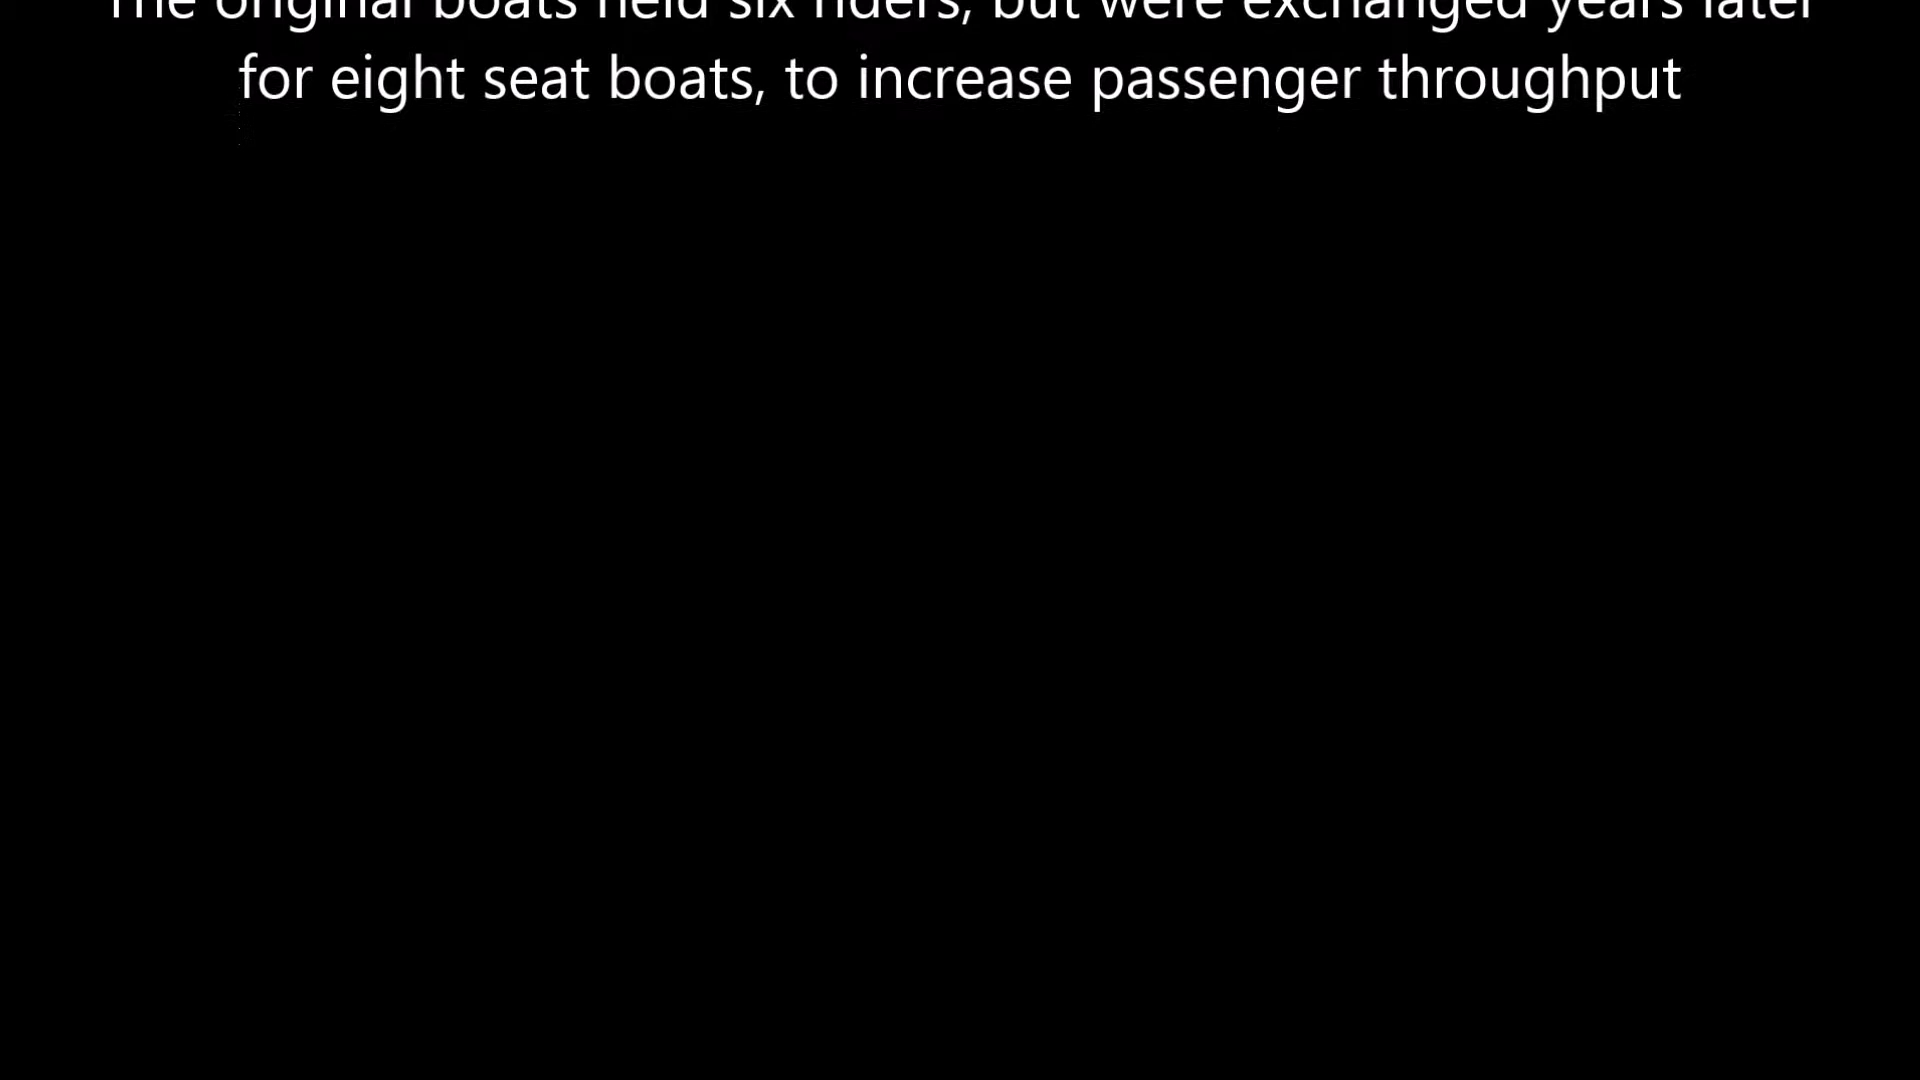 The original boats held six riders, but were exchanged years later
for eight seat boats, to increase passenger throughput